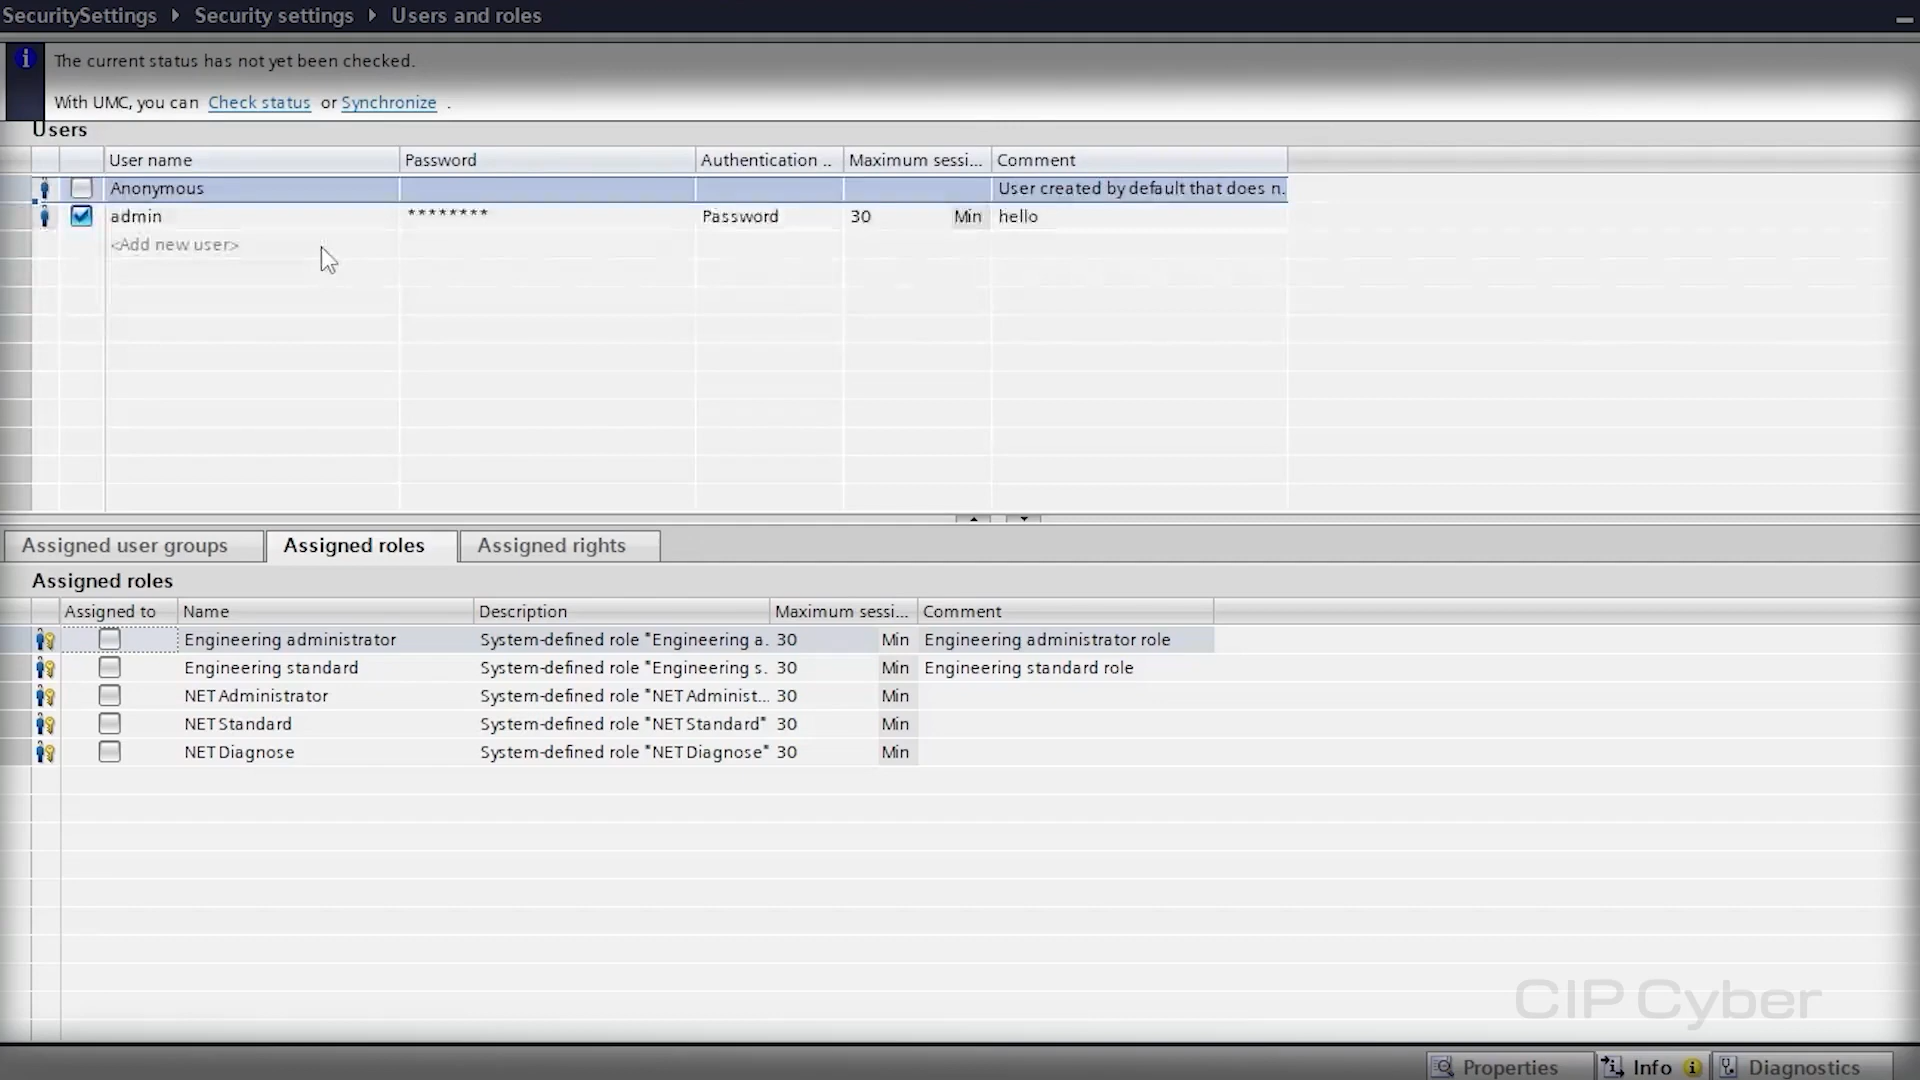 SecuritySettings Security settings Users and roles
The current status has not yet been checked.
With UMC, you can Check status or Synchronize .
Users
User name Password Authentication .. Maximum sessi... Comment
Anonymous User created by default that does n.
admin ******** Password 30 Min hello
<Add new user>
Assigned user groups Assigned roles Assigned rights
Assigned roles
Assigned to Name Description Maximum sessi... Comment
Engineering administrator System-defined role "Engineering a. 30 Min Engineering administrator role
Engineering standard System-defined role "Engineering s. 30 Min Engineering standard role
NET Administrator System-defined role "NET Administ... 30 Min
NET Standard System-defined role "NET Standard" 30 Min
NET Diagnose System-defined role "NET Diagnose" 30 Min
CIP Cyber
Properties Info Diagnostics